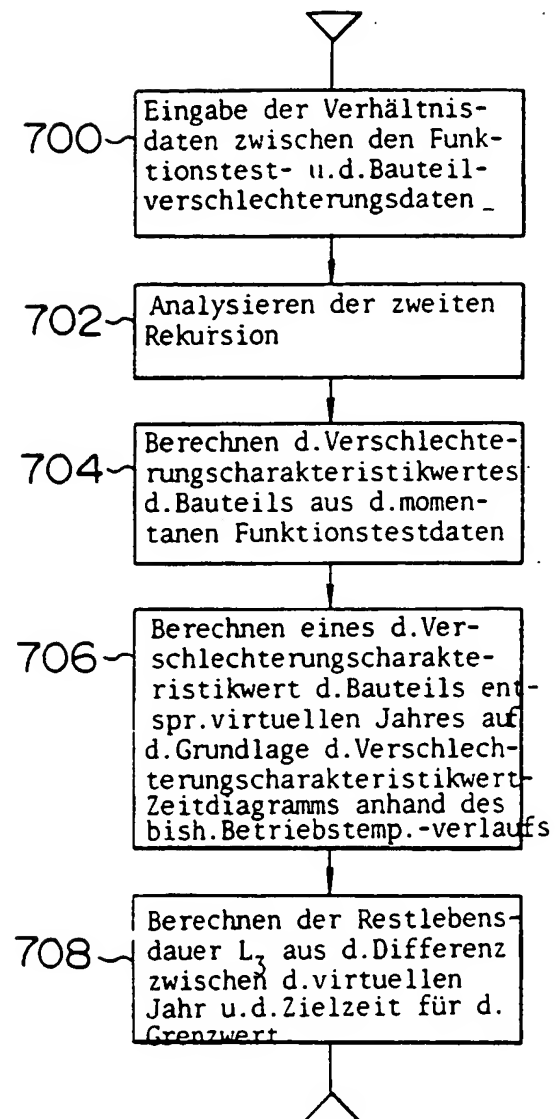 700
Eingabe der Verhältnis-
daten zwischen den Funk-
tionstest- u.d.Bauteil-
verschlechterungsdaten
702
Analysieren der zweiten
Rekursion
704
Berechnen d.Verschlechte-
rungscharakteristikwertes
d.Bauteils aus d.momen-
tanen Funktionstestdaten
706
Berechnen eines d.Ver-
schlechterungscharakte-
ristikwert d.Bauteils ent-
spr.virtuellen Jahres auf
d.Grundlage d.Verschlech-
terungscharakteristikwert-
Zeitdiagramms anhand des
bish.Betriebstemp.-verlaufs
708
Berechnen der Restlebens-
dauer L₃ aus d.Differenz
zwischen d.virtuellen
Jahr u.d.Zielzeit für d.
Grenzwert